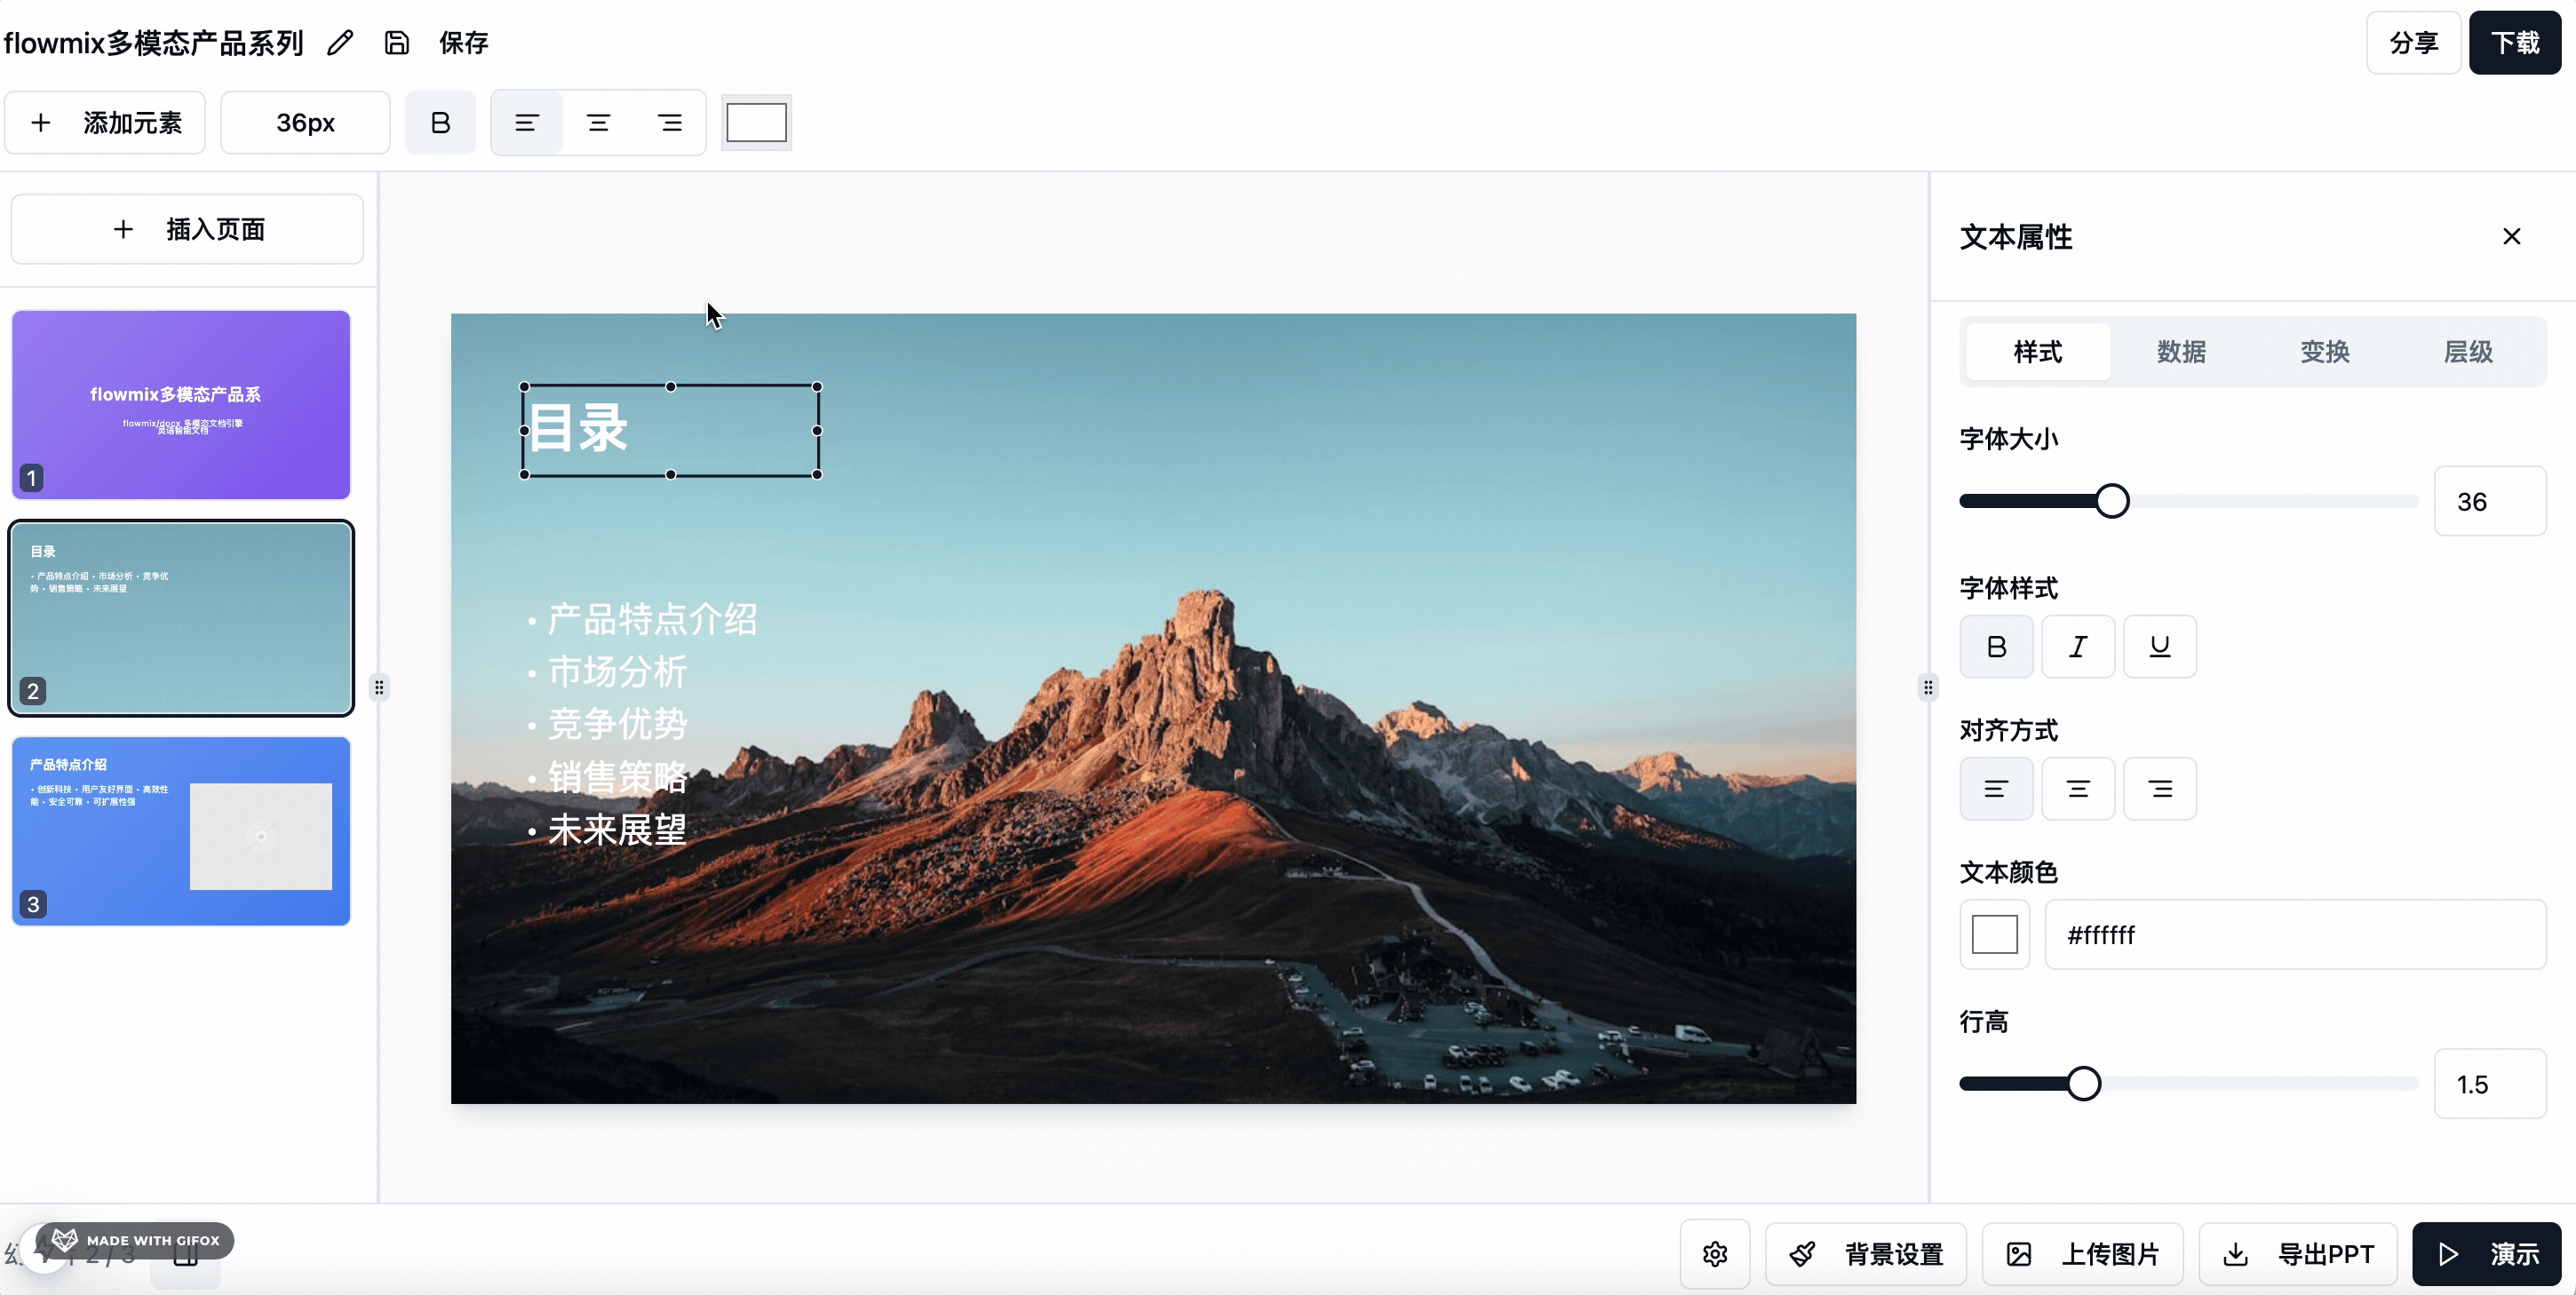 flowmix多模态产品系列 保存 分享 下载
添加元素 36px B
插入页面
flowmix多模态产品系
flowmix/docx 多模态文档引擎
灵语智能文档
1
目录
• 产品特点介绍 • 市场分析 • 竞争优
势 • 销售策略 • 未来展望
2
产品特点介绍
• 创新科技 • 用户友好界面 • 高效性
能 • 安全可靠 • 可扩展性强
3
目录
• 产品特点介绍
• 市场分析
• 竞争优势
• 销售策略
• 未来展望
文本属性
样式 数据 变换 层级
字体大小
36
字体样式
B I U
对齐方式
文本颜色
#ffffff
行高
1.5
MADE WITH GIFOX
2 / 3
背景设置 上传图片 导出PPT 演示